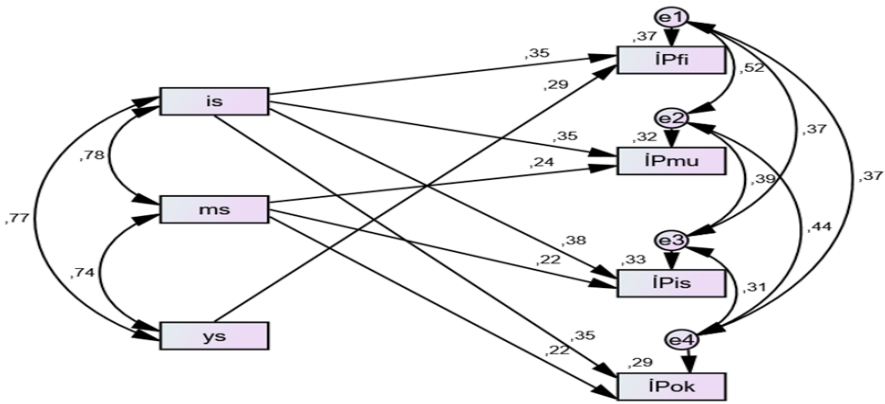 e1
,37
İPfi
,35
,29
,52
is
e2
,32
İPmu
,35
,37
,78
,24
,39
,37
ms
,77
,44
e3
,38
,33
İPis
,22
,74
,31
ys
e4
,35
,22
,29
İPok